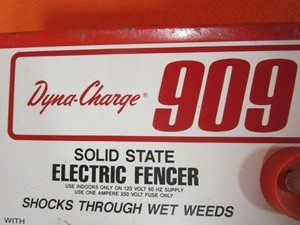 Dyna-Charge® 909
SOLID STATE
ELECTRIC FENCER
USE INDOORS ONLY ON 120 VOLT 60 HZ SUPPLY
USE ONE AMPERE 250 VOLT FUSE ONLY
SHOCKS THROUGH WET WEEDS
WITH